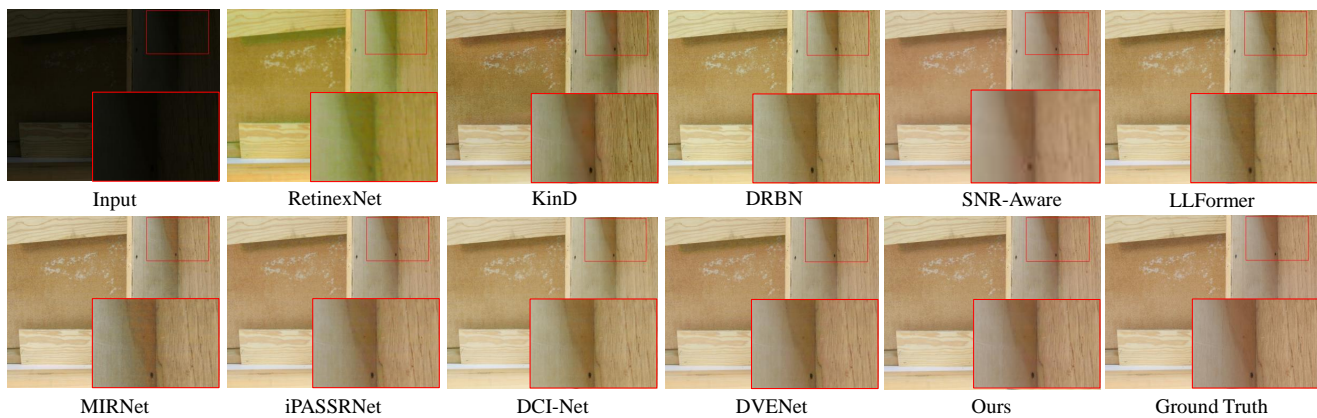 Input RetinexNet KinD DRBN SNR-Aware LLFormer
MIRNet iPASSRNet DCI-Net DVENet Ours Ground Truth